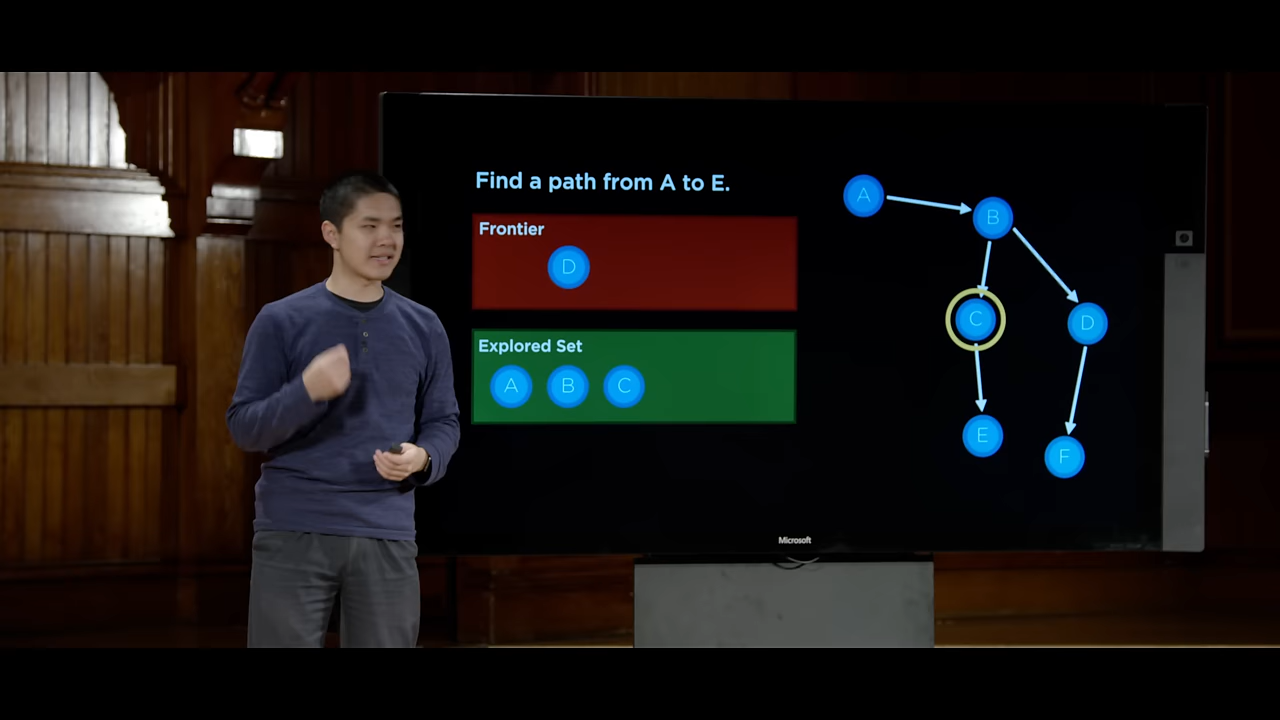 Find a path from A to E.
Frontier
D
Explored Set
A B C
A
B
C
D
E
F
Microsoft